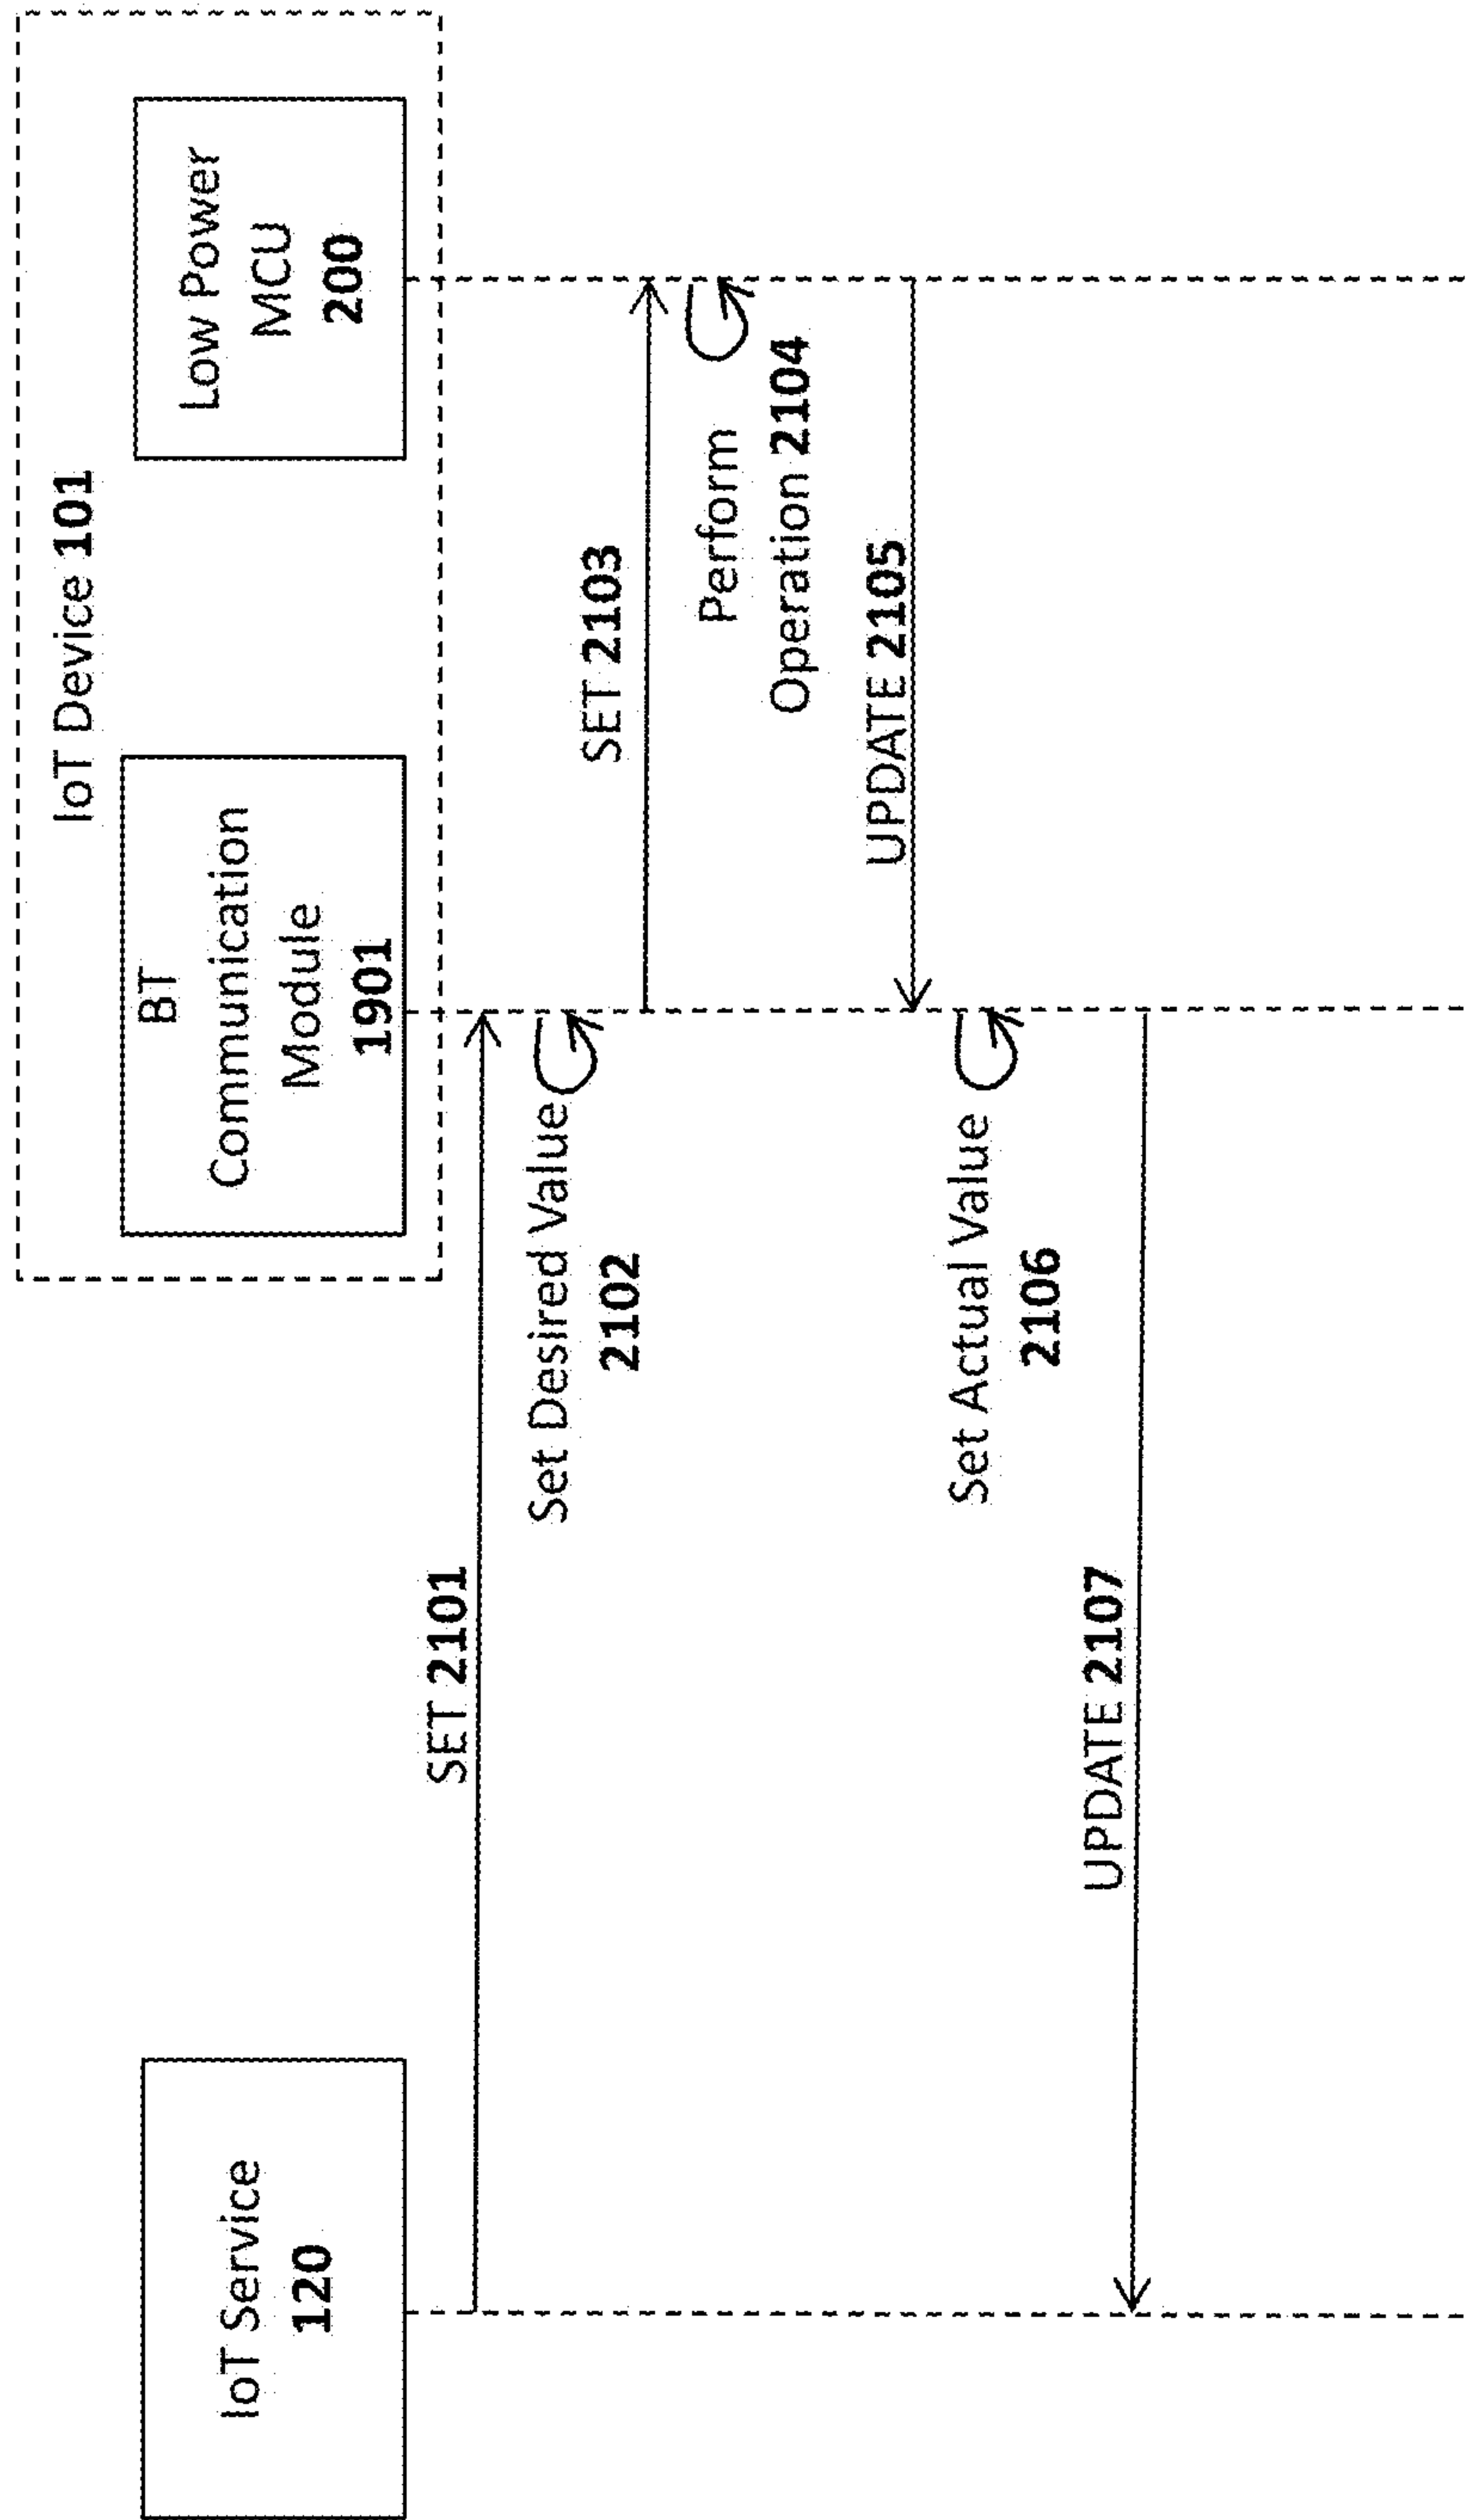 IoT Device 101
IoT Service
120
BT
Communication
Module
1901
Low Power
MCU
200
SET 2101
Set Desired Value
2102
SET 2103
Perform
Operation 2104
UPDATE 2105
Set Actual Value
2106
UPDATE 2107